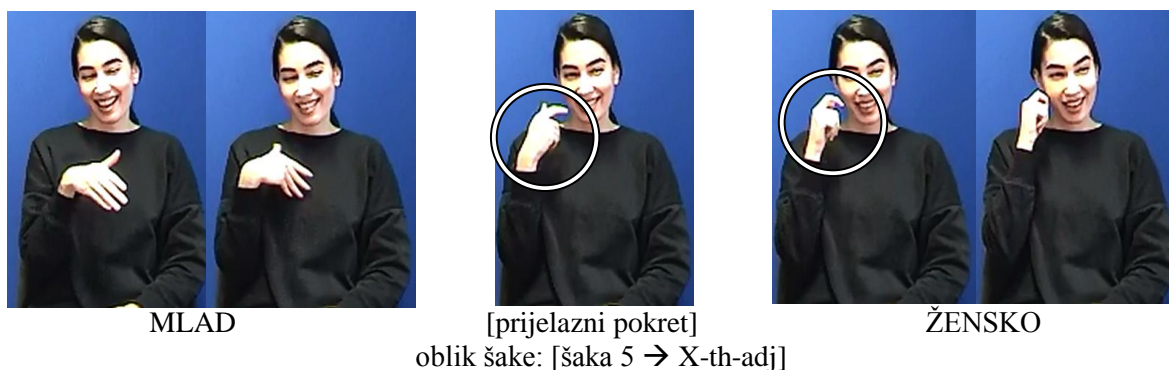 MLAD [prijelazni pokret] ŽENSKO
oblik šake: [šaka 5 → X-th-adj]